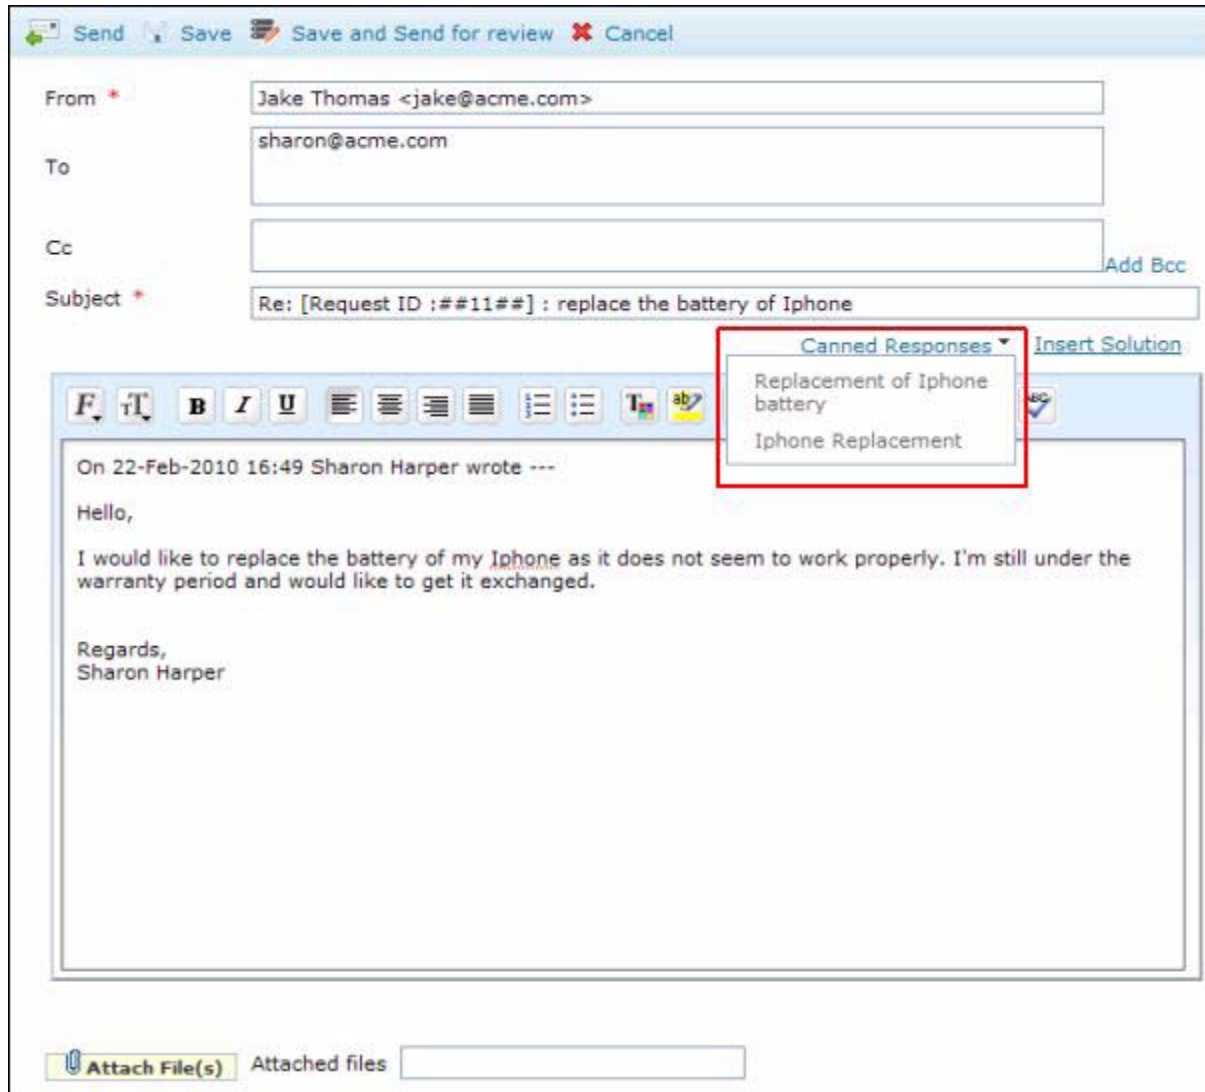 Send Save Save and Send for review Cancel
From * Jake Thomas <jake@acme.com>
To sharon@acme.com
Cc
Add Bcc
Subject * Re: [Request ID :##11##] : replace the battery of Iphone
Canned Responses Insert Solution
Replacement of Iphone
battery
Iphone Replacement
F TT B I U T ab ABC
On 22-Feb-2010 16:49 Sharon Harper wrote ---
Hello,
I would like to replace the battery of my Iphone as it does not seem to work properly. I'm still under the
warranty period and would like to get it exchanged.
Regards,
Sharon Harper
Attach File(s) Attached files